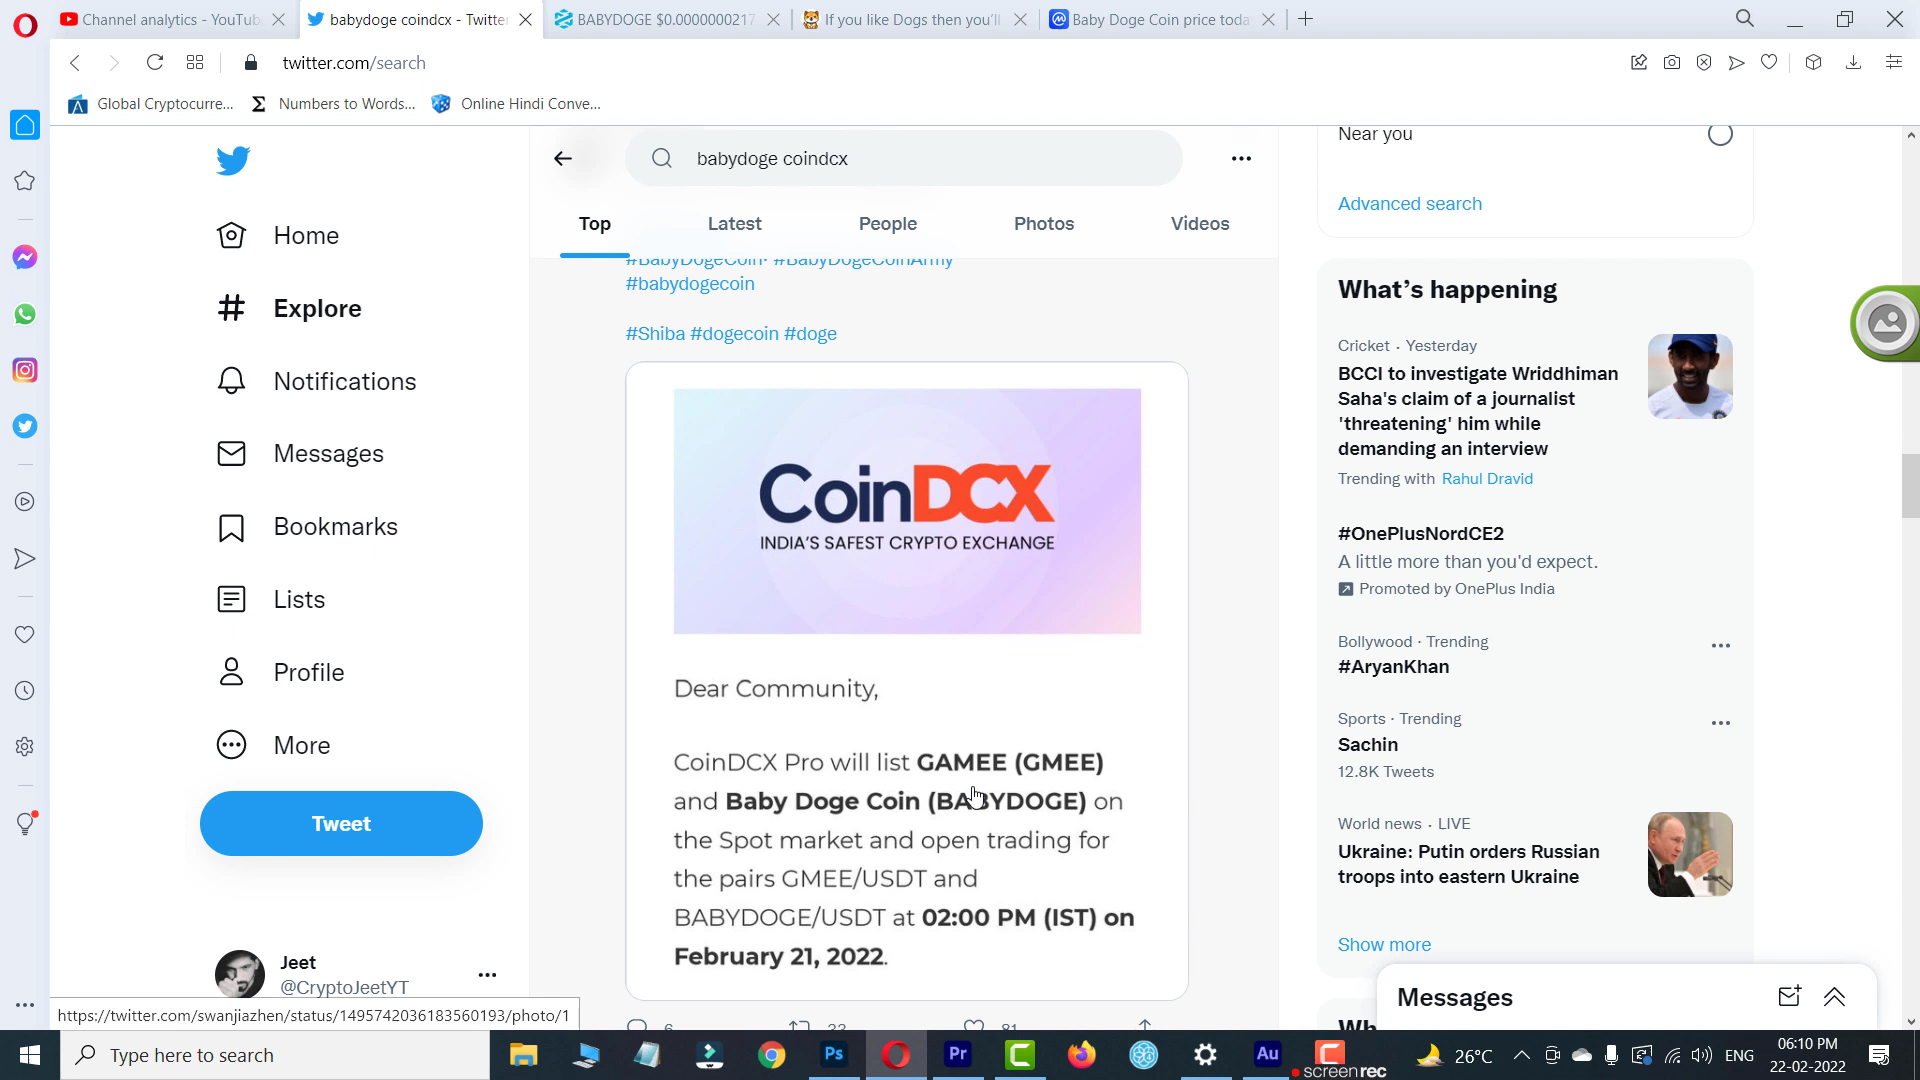 Channel analytics - YouTub
babydoge coindcx - Twitter
BABYDOGE $0.0000000217
If you like Dogs then you'll
Baby Doge Coin price toda
twitter.com/search
Global Cryptocurre...
Numbers to Words...
Online Hindi Conve...
babydoge coindcx
Top
Latest
People
Photos
Videos
Home
Explore
Notifications
Messages
Bookmarks
Lists
Profile
More
Tweet
Jeet
@CryptoJeetYT
#BabyDogeCoin· #BabyDogeCoinArmy
#babydogecoin
#Shiba #dogecoin #doge
CoinDCX
INDIA'S SAFEST CRYPTO EXCHANGE
Dear Community,
CoinDCX Pro will list GAMEE (GMEE)
and Baby Doge Coin (BABYDOGE) on
the Spot market and open trading for
the pairs GMEE/USDT and
BABYDOGE/USDT at 02:00 PM (IST) on
February 21, 2022.
6
33
81
Near you
Advanced search
What's happening
Cricket · Yesterday
BCCI to investigate Wriddhiman
Saha's claim of a journalist
'threatening' him while
demanding an interview
Trending with Rahul Dravid
#OnePlusNordCE2
A little more than you'd expect.
Promoted by OnePlus India
Bollywood · Trending
#AryanKhan
Sports · Trending
Sachin
12.8K Tweets
World news · LIVE
Ukraine: Putin orders Russian
troops into eastern Ukraine
Show more
Messages
https://twitter.com/swanjiazhen/status/1495742036183560193/photo/1
Type here to search
Ps
Pr
Au
screenrec
26°C
ENG
06:10 PM
22-02-2022